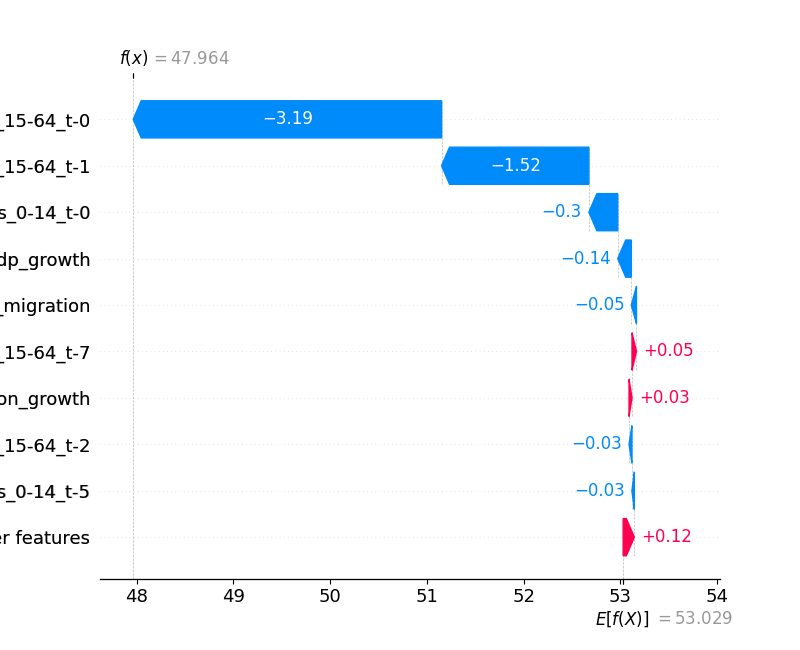 f(x) = 47.964
_15-64_t-0
−3.19
_15-64_t-1
−1.52
s_0-14_t-0
−0.3
dp_growth
−0.14
_migration
−0.05
_15-64_t-7
+0.05
on_growth
+0.03
_15-64_t-2
−0.03
s_0-14_t-5
−0.03
er features
+0.12
48 49 50 51 52 53 54
E[f(X)] = 53.029